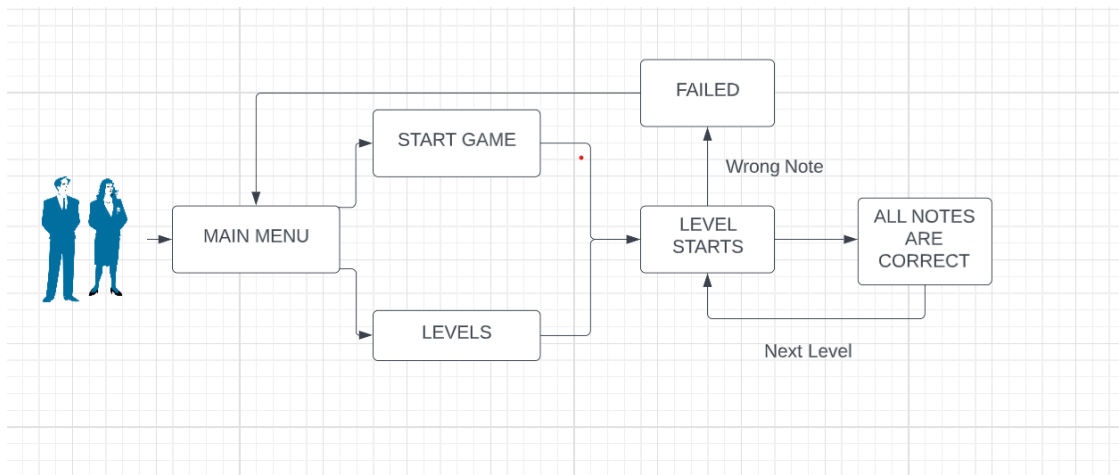 FAILED
START GAME
Wrong Note
MAIN MENU
LEVEL
STARTS
ALL NOTES
ARE
CORRECT
LEVELS
Next Level